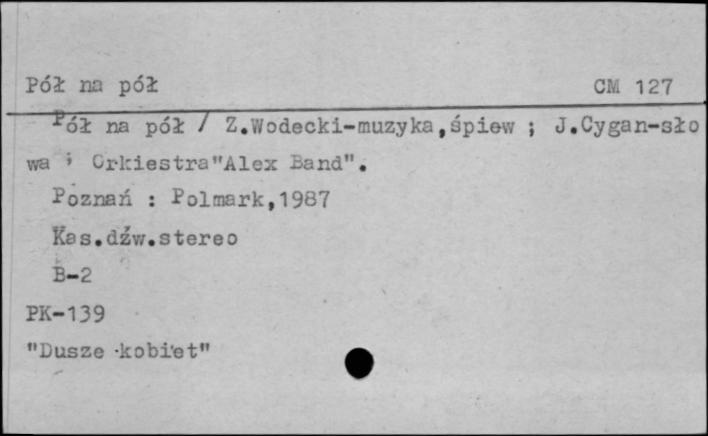 Pół na pół CM 127
Pół na pół / Z.Wodecki-muzyka,śpiew ; J.Cygan-sło
wa ; Orkiestra"Alex Band".
Poznań : Polmark,1987
Kas.dźw.stereo
B-2
PK-139
"Dusze kobiet"